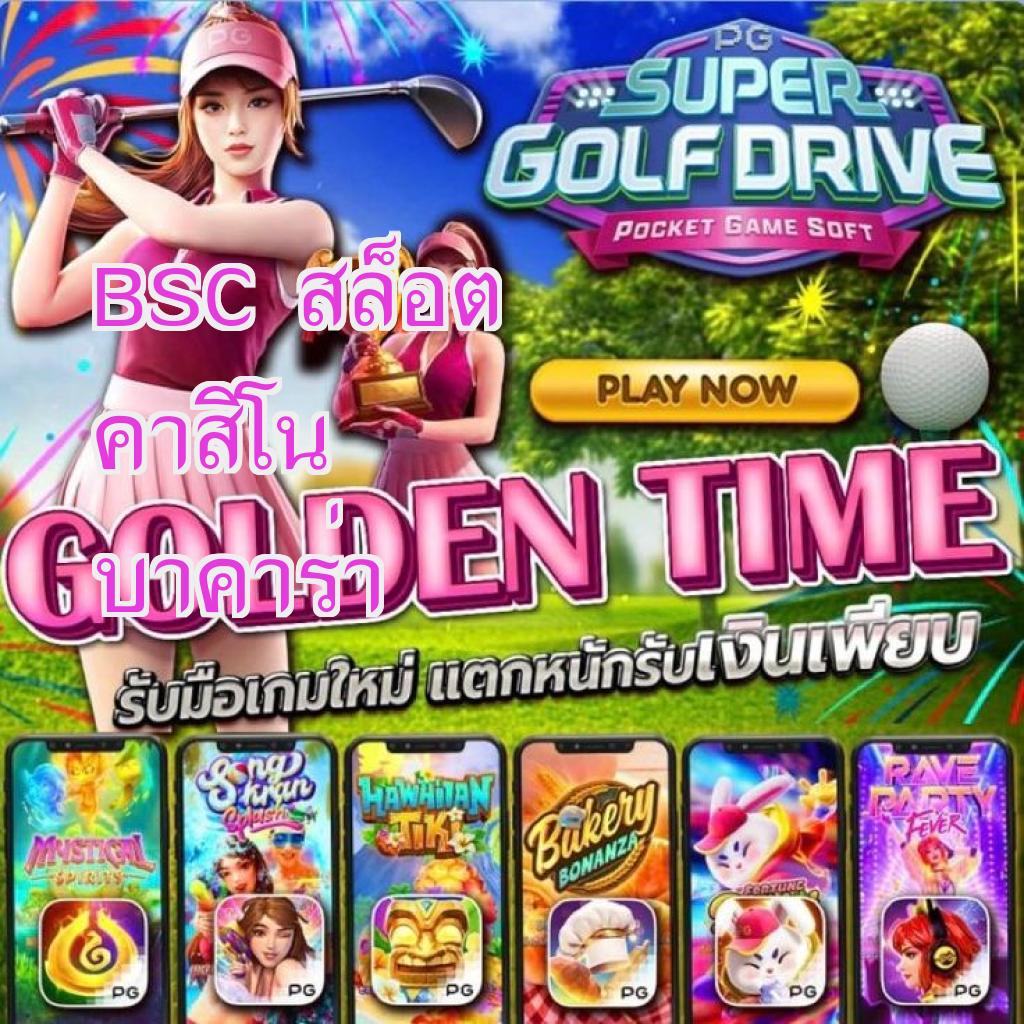 PG
PG
SUPER
GOLF DRIVE
POCKET GAME SOFT
BSC สล็อต
PLAY NOW
คาสิโน
GOLDEN TIME
บาคาร่า
รับมือเกมใหม่ แตกหนักรับเงินเพียบ
MYSTICAL
SPIRITS
Songkran
Splash
HAWAIIAN
TIKI
Bakery
BONANZA
FORTUNE
RAVE
PARTY
FEVER
PG
PG
PG
PG
PG
PG